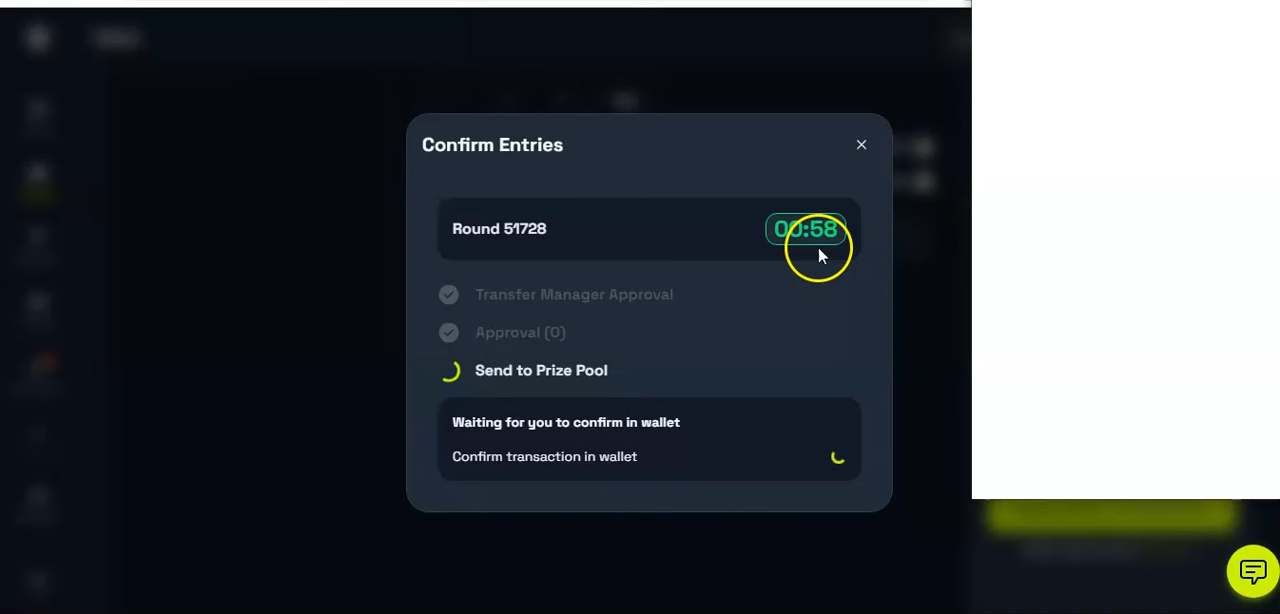 Confirm Entries
Round 51728
00:58
Transfer Manager Approval
Approval (0)
Send to Prize Pool
Waiting for you to confirm in wallet
Confirm transaction in wallet